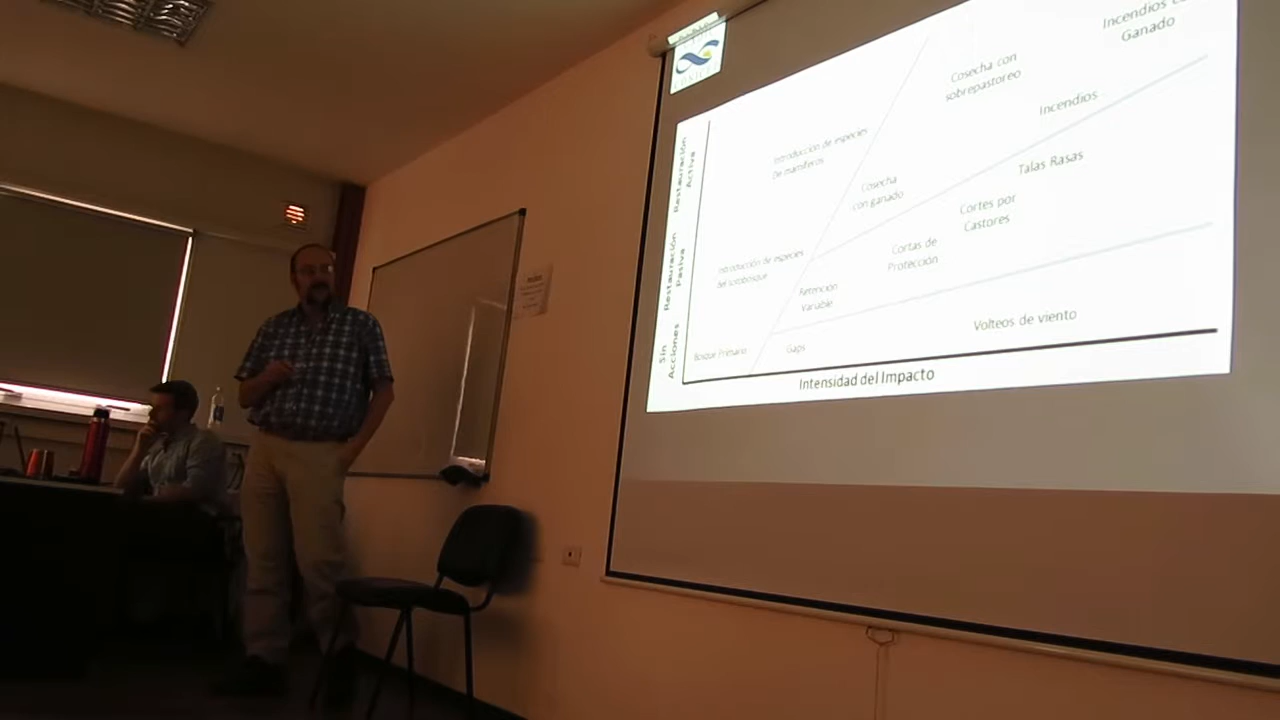 CONICET
Incendios
Ganado
Cosecha con
sobrepastoreo
Incendios
Introducción de especies
De mamíferos
Talas Rasas
Cosecha
con ganado
Cortes por
Castores
Cortas de
Protección
Introducción de especies
del sotobosque
Retención
Variable
Volteos de viento
Bosque Primario
Gaps
Restauración
Activa
Restauración
Pasiva
Sin
Acciones
Intensidad del Impacto